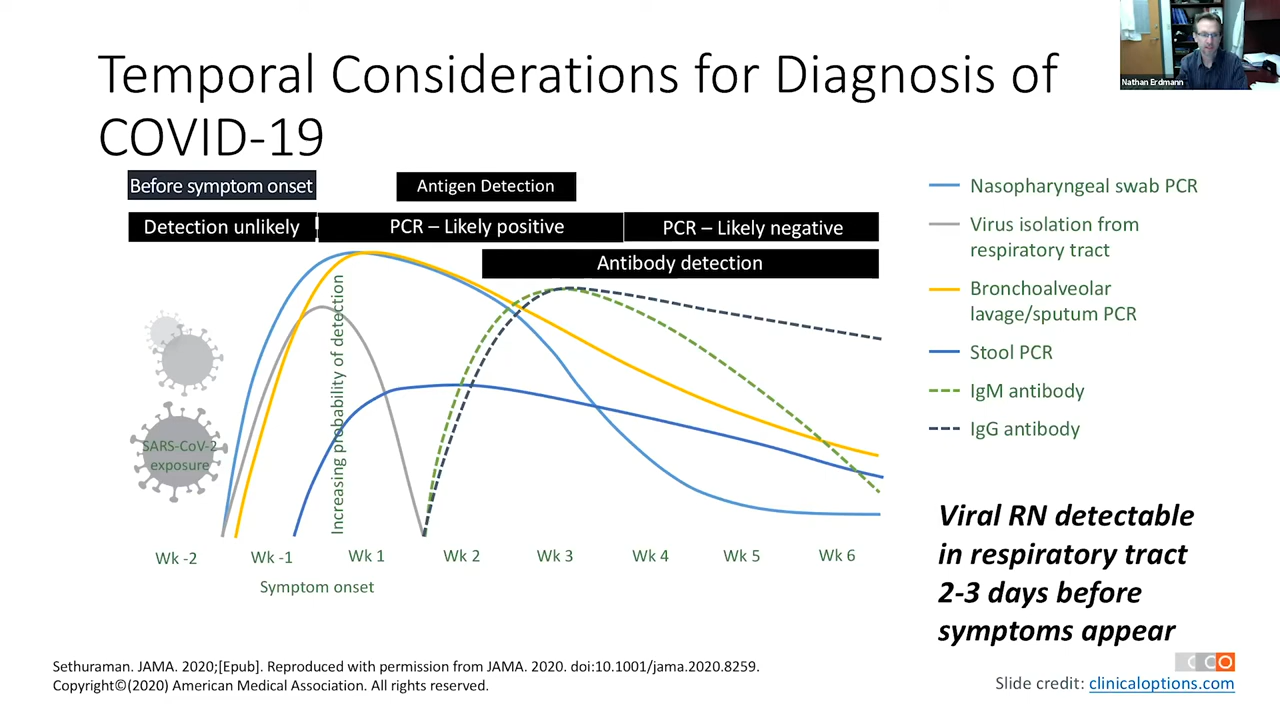 Temporal Considerations for Diagnosis of
COVID-19
Nathan Erdmann
Before symptom onset
Antigen Detection
Detection unlikely
PCR – Likely positive
PCR – Likely negative
Antibody detection
Increasing probability of detection
SARS-CoV-2
exposure
Wk -2
Wk -1
Wk 1
Wk 2
Wk 3
Wk 4
Wk 5
Wk 6
Symptom onset
Nasopharyngeal swab PCR
Virus isolation from
respiratory tract
Bronchoalveolar
lavage/sputum PCR
Stool PCR
IgM antibody
IgG antibody
Viral RN detectable
in respiratory tract
2-3 days before
symptoms appear
Sethuraman. JAMA. 2020;[Epub]. Reproduced with permission from JAMA. 2020. doi:10.1001/jama.2020.8259.
Copyright©(2020) American Medical Association. All rights reserved.
CCO
Slide credit: clinicaloptions.com